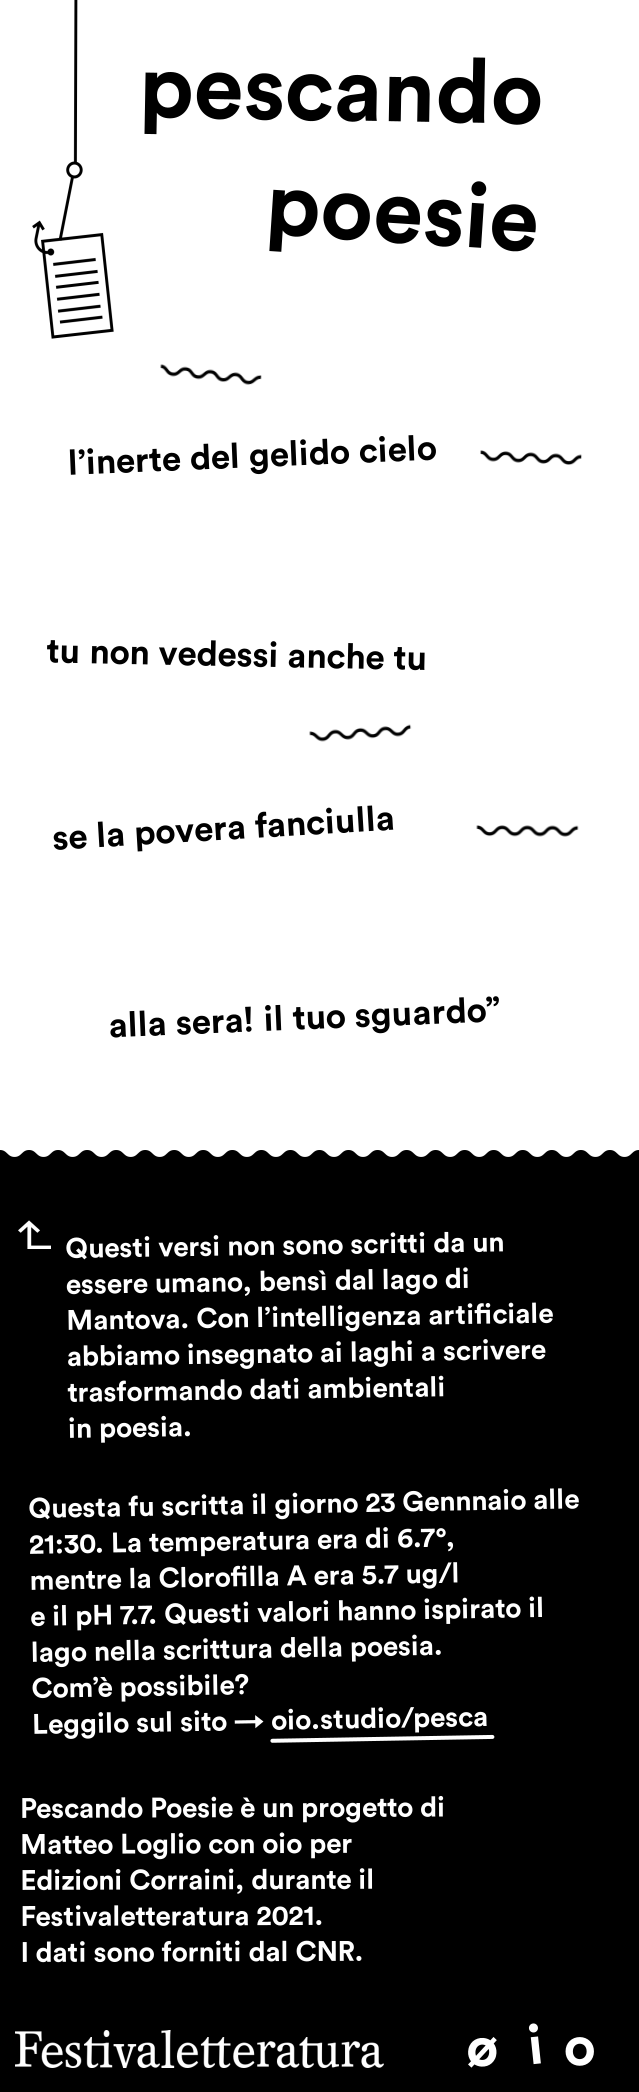 pescando
poesie
l’inerte del gelido cielo
tu non vedessi anche tu
se la povera fanciulla
alla sera! il tuo sguardo”
Questi versi non sono scritti da un
essere umano, bensì dal lago di
Mantova. Con l’intelligenza artificiale
abbiamo insegnato ai laghi a scrivere
trasformando dati ambientali
in poesia.
Questa fu scritta il giorno 23 Gennnaio alle
21:30. La temperatura era di 6.7°,
mentre la Clorofilla A era 5.7 ug/l
e il pH 7.7. Questi valori hanno ispirato il
lago nella scrittura della poesia.
Com’è possibile?
Leggilo sul sito → oio.studio/pesca
Pescando Poesie è un progetto di
Matteo Loglio con oio per
Edizioni Corraini, durante il
Festivaletteratura 2021.
I dati sono forniti dal CNR.
Festivaletteratura ø i o